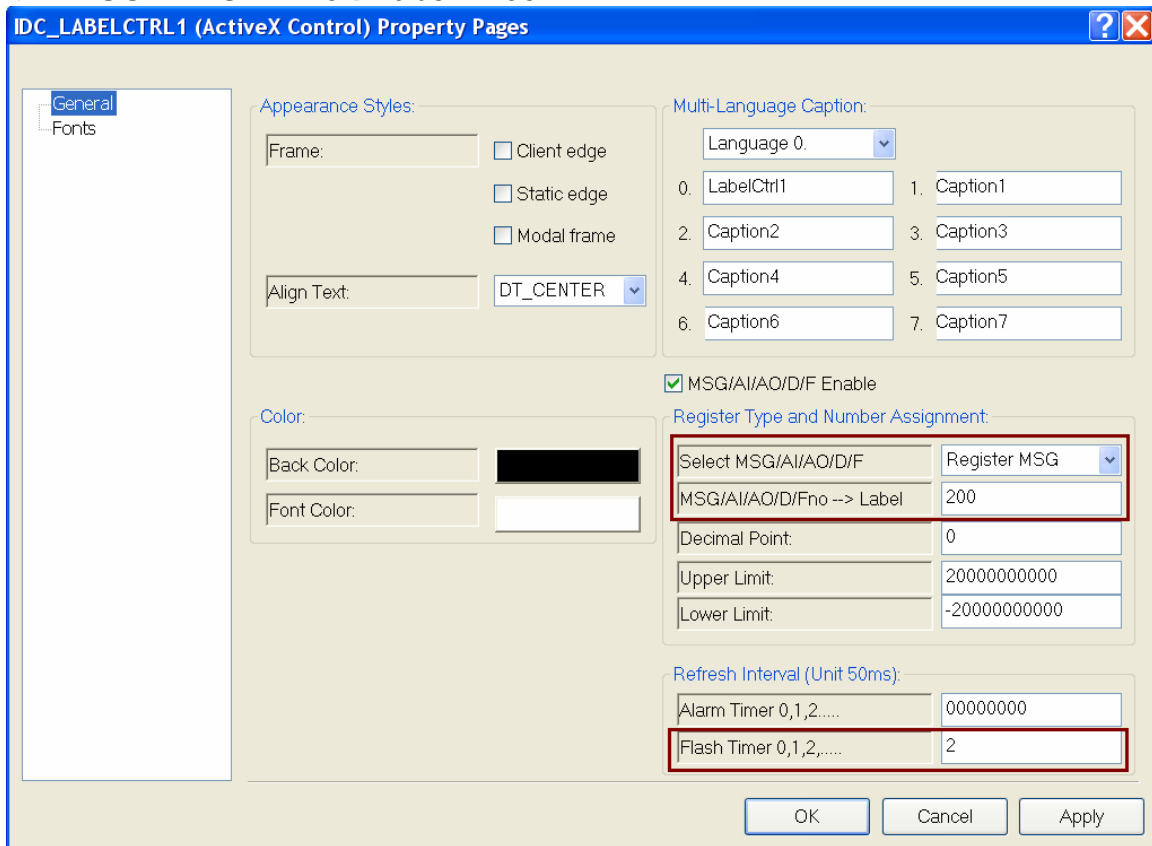 IDC_LABELCTRL1 (ActiveX Control) Property Pages
General
Fonts
Appearance Styles:
Frame:
Client edge
Static edge
Modal frame
Align Text:
DT_CENTER
Multi-Language Caption:
Language 0.
0. LabelCtrl1
1. Caption1
2. Caption2
3. Caption3
4. Caption4
5. Caption5
6. Caption6
7. Caption7
MSG/AI/AO/D/F Enable
Color:
Back Color:
Font Color:
Register Type and Number Assignment:
Select MSG/AI/AO/D/F
Register MSG
MSG/AI/AO/D/Fno --> Label
200
Decimal Point:
0
Upper Limit:
20000000000
Lower Limit:
-20000000000
Refresh Interval (Unit 50ms):
Alarm Timer 0,1,2.....
00000000
Flash Timer 0,1,2,.....
2
OK
Cancel
Apply